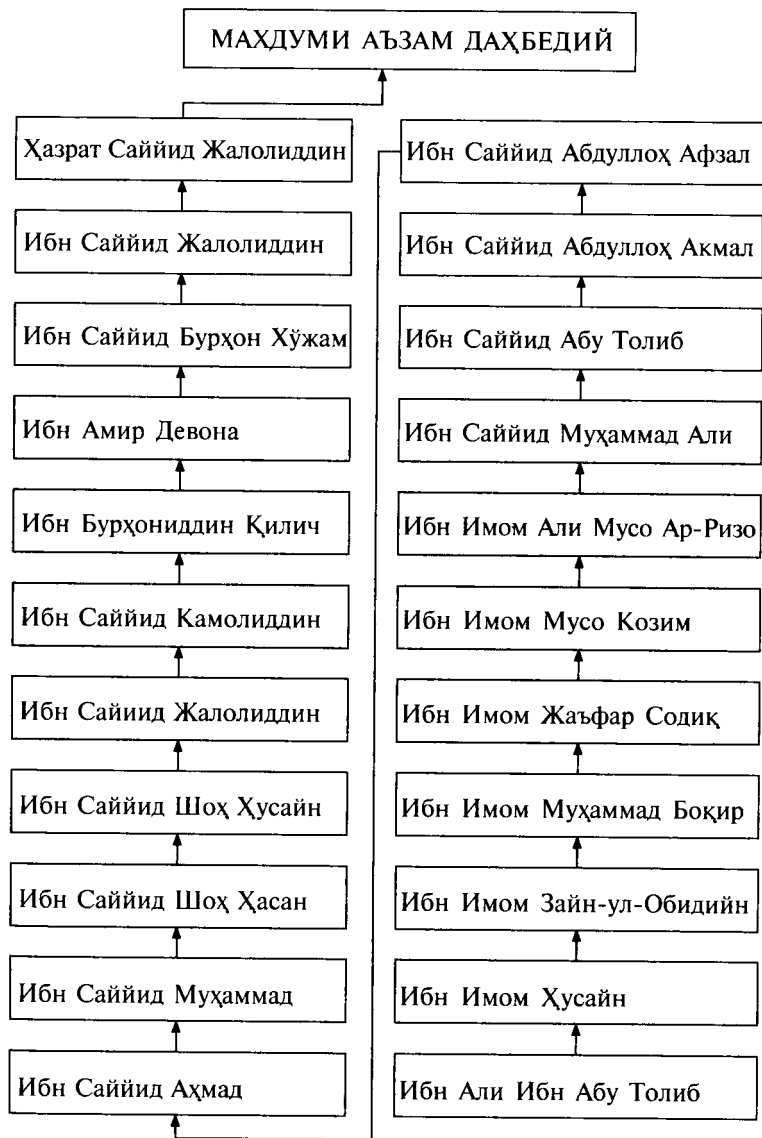 МАХДУМИ АЪЗАМ ДАҲБЕДИЙ
Ҳазрат Саййид Жалолиддин
Ибн Саййид Жалолиддин
Ибн Саййид Бурҳон Хўжам
Ибн Амир Девона
Ибн Бурҳониддин Қилич
Ибн Саййид Камолиддин
Ибн Сайиид Жалолиддин
Ибн Саййид Шоҳ Ҳусайн
Ибн Саййид Шоҳ Ҳасан
Ибн Саййид Муҳаммад
Ибн Саййид Аҳмад
Ибн Саййид Абдуллоҳ Афзал
Ибн Саййид Абдуллоҳ Акмал
Ибн Саййид Абу Толиб
Ибн Саййид Муҳаммад Али
Ибн Имом Али Мусо Ар-Ризо
Ибн Имом Мусо Козим
Ибн Имом Жаъфар Содиқ
Ибн Имом Муҳаммад Боқир
Ибн Имом Зайн-ул-Обидийн
Ибн Имом Ҳусайн
Ибн Али Ибн Абу Толиб